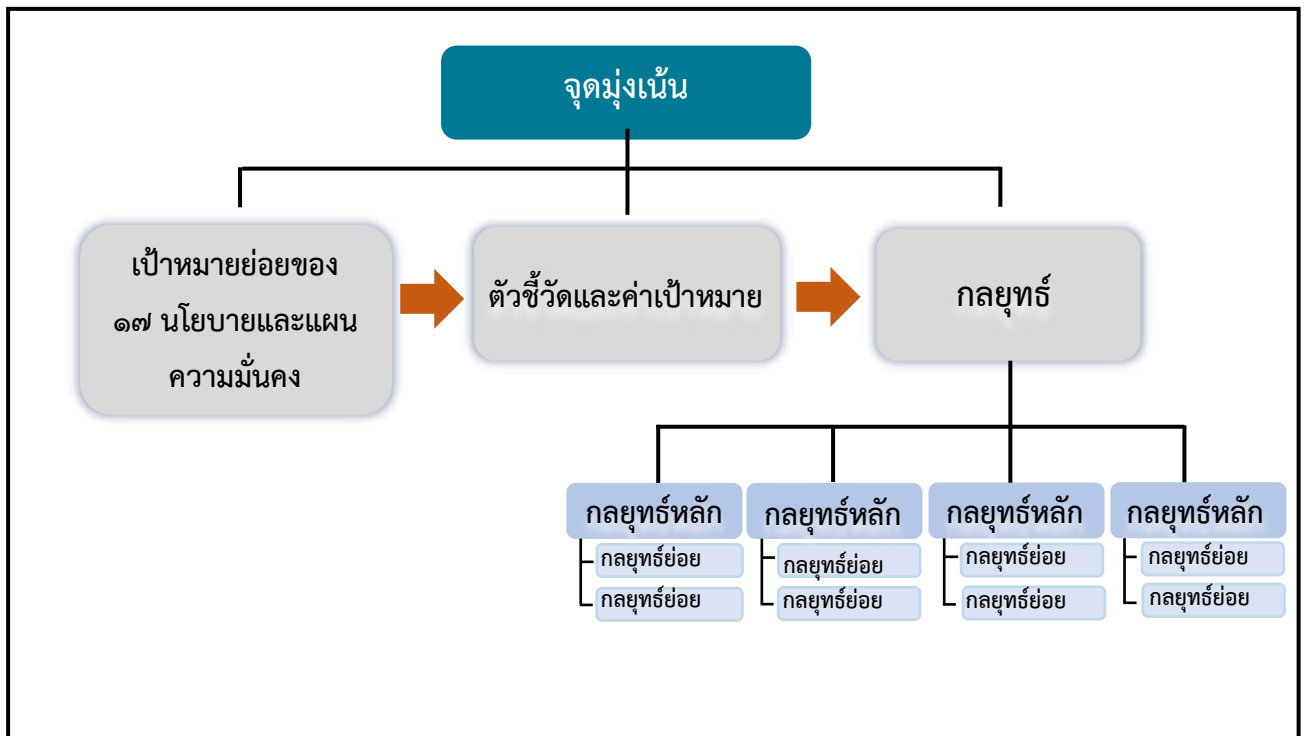 จุดมุ่งเน้น
เป้าหมายย่อยของ
๑๗ นโยบายและแผน
ความมั่นคง
ตัวชี้วัดและค่าเป้าหมาย
กลยุทธ์
กลยุทธ์หลัก
กลยุทธ์ย่อย
กลยุทธ์ย่อย
กลยุทธ์หลัก
กลยุทธ์ย่อย
กลยุทธ์ย่อย
กลยุทธ์หลัก
กลยุทธ์ย่อย
กลยุทธ์ย่อย
กลยุทธ์หลัก
กลยุทธ์ย่อย
กลยุทธ์ย่อย